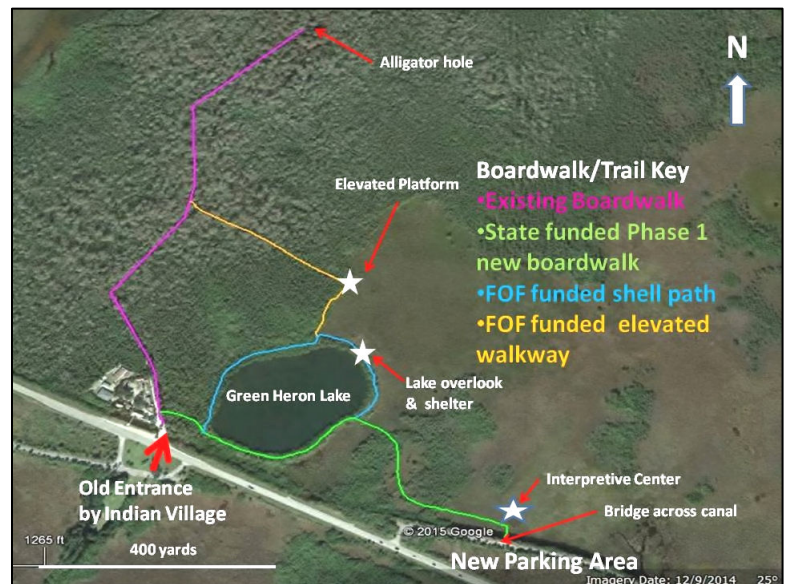 Alligator hole
N
Elevated Platform
Boardwalk/Trail Key
•Existing Boardwalk
•State funded Phase 1
new boardwalk
•FOF funded shell path
•FOF funded elevated
walkway
Green Heron Lake
Lake overlook
& shelter
Old Entrance
by Indian Village
Interpretive Center
Bridge across canal
© 2015 Google
New Parking Area
1265 ft
400 yards
Imagery Date: 12/9/2014 25°